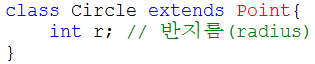 class Circle extends Point{
    int r; // 반지름(radius)
}